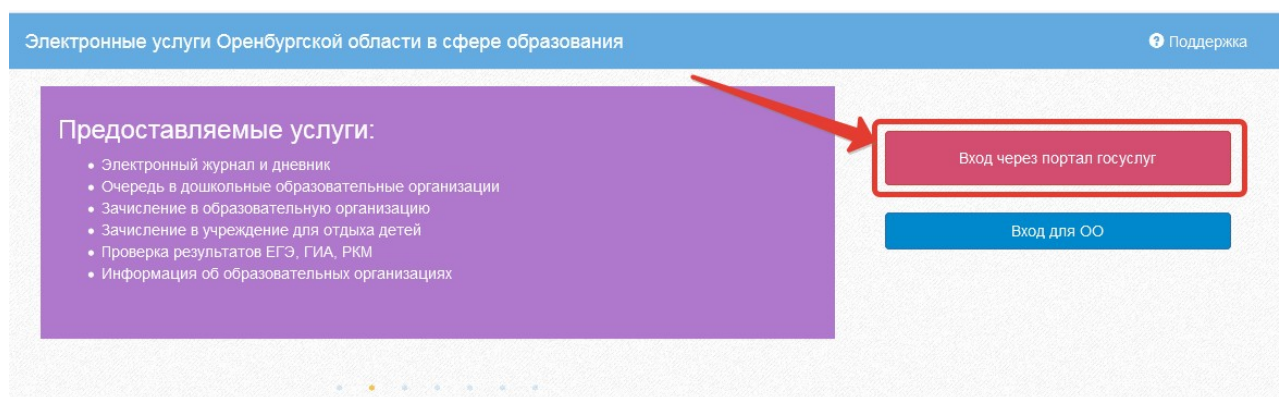 Электронные услуги Оренбургской области в сфере образования
? Поддержка
Предоставляемые услуги:
• Электронный журнал и дневник
• Очередь в дошкольные образовательные организации
• Зачисление в образовательную организацию
• Зачисление в учреждение для отдыха детей
• Проверка результатов ЕГЭ, ГИА, РКМ
• Информация об образовательных организациях
Вход через портал госуслуг
Вход для ОО